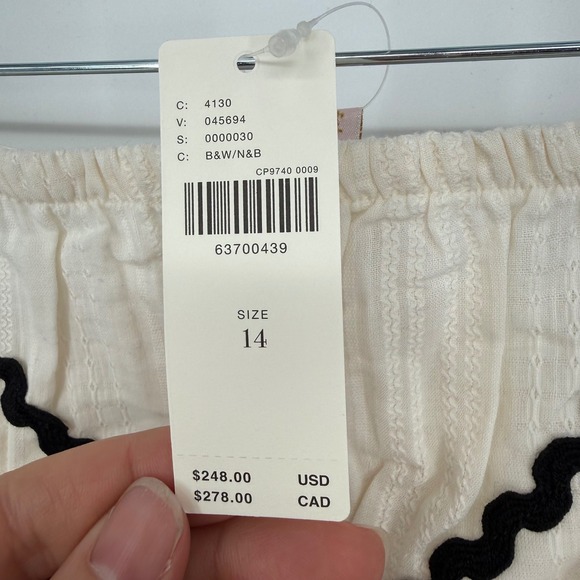 C: 4130
V: 045694
S: 0000030
C: B&W/N&B
CP9740 0009
63700439
SIZE
14
$248.00 USD
$278.00 CAD